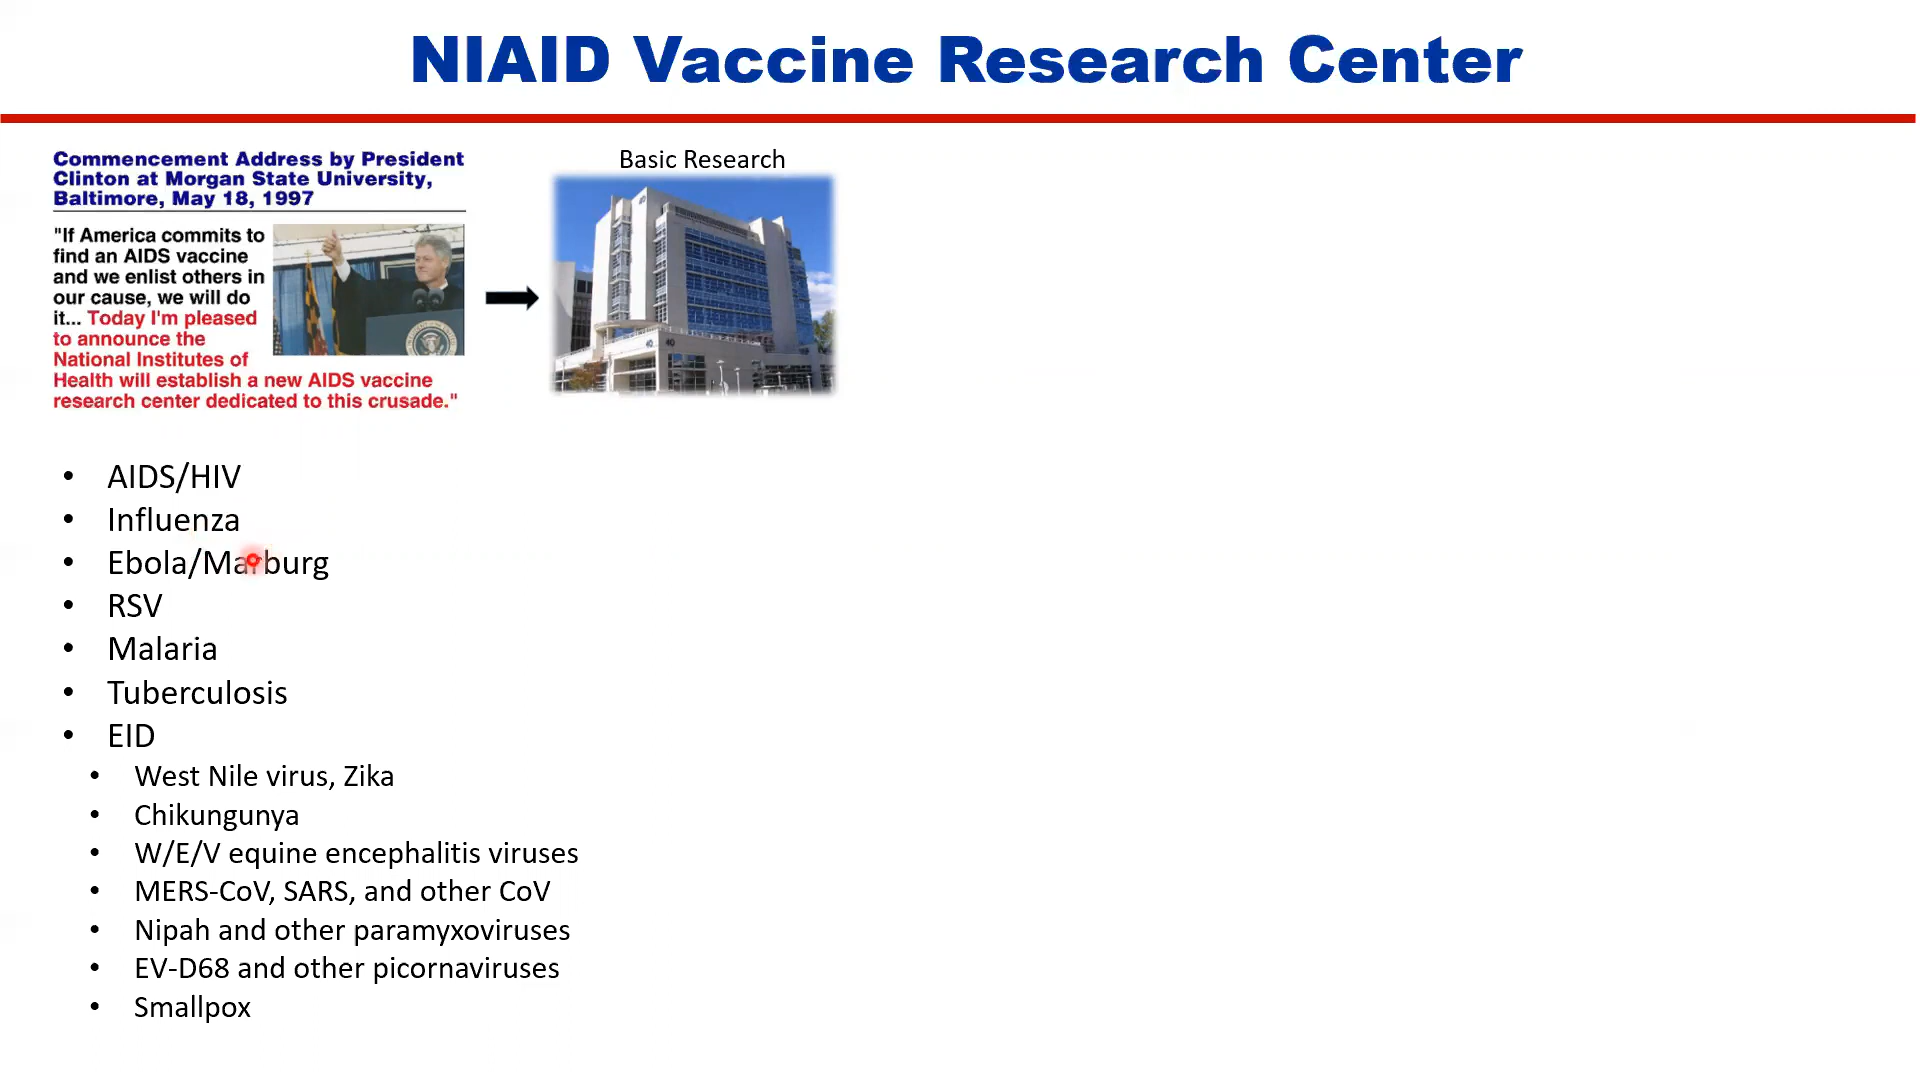 NIAID Vaccine Research Center
Commencement Address by President
Clinton at Morgan State University,
Baltimore, May 18, 1997
"If America commits to
find an AIDS vaccine
and we enlist others in
our cause, we will do
it... Today I'm pleased
to announce the
National Institutes of
Health will establish a new AIDS vaccine
research center dedicated to this crusade."
Basic Research
40
40
• AIDS/HIV
• Influenza
• Ebola/Marburg
• RSV
• Malaria
• Tuberculosis
• EID
• West Nile virus, Zika
• Chikungunya
• W/E/V equine encephalitis viruses
• MERS-CoV, SARS, and other CoV
• Nipah and other paramyxoviruses
• EV-D68 and other picornaviruses
• Smallpox